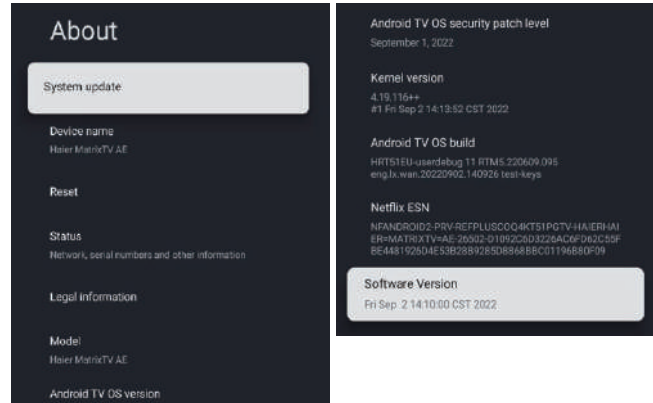 About
System update
Device name
Haier MatrixTV AE
Reset
Status
Network, serial numbers and other information
Legal information
Model
Haier MatrixTV AE
Android TV OS version
Android TV OS security patch level
September 1, 2022
Kernel version
4.19.116++
#1 Fri Sep 2 14:13:52 CST 2022
Android TV OS build
HRT51EU-userdebug 11 RTM5.220609.095
eng.lx.wan.20220902.140926 test-keys
Netflix ESN
Software Version
Fri Sep 2 14:10:00 CST 2022